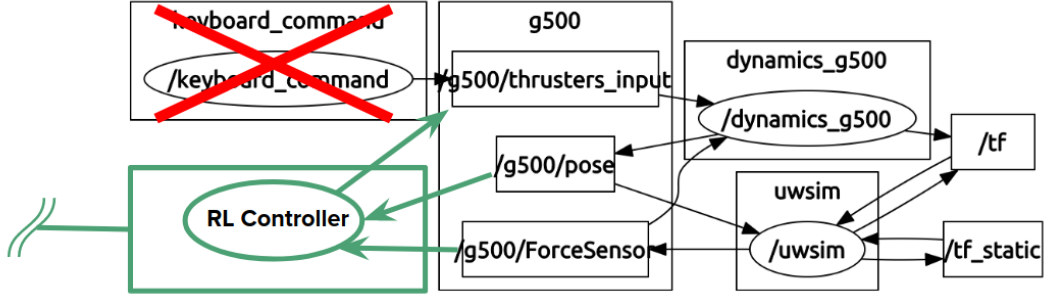 keyboard_command
/keyboard_command
g500
/g500/thrusters_input
dynamics_g500
/dynamics_g500
/tf
/g500/pose
uwsim
RL Controller
/g500/ForceSensor
/uwsim
/tf_static